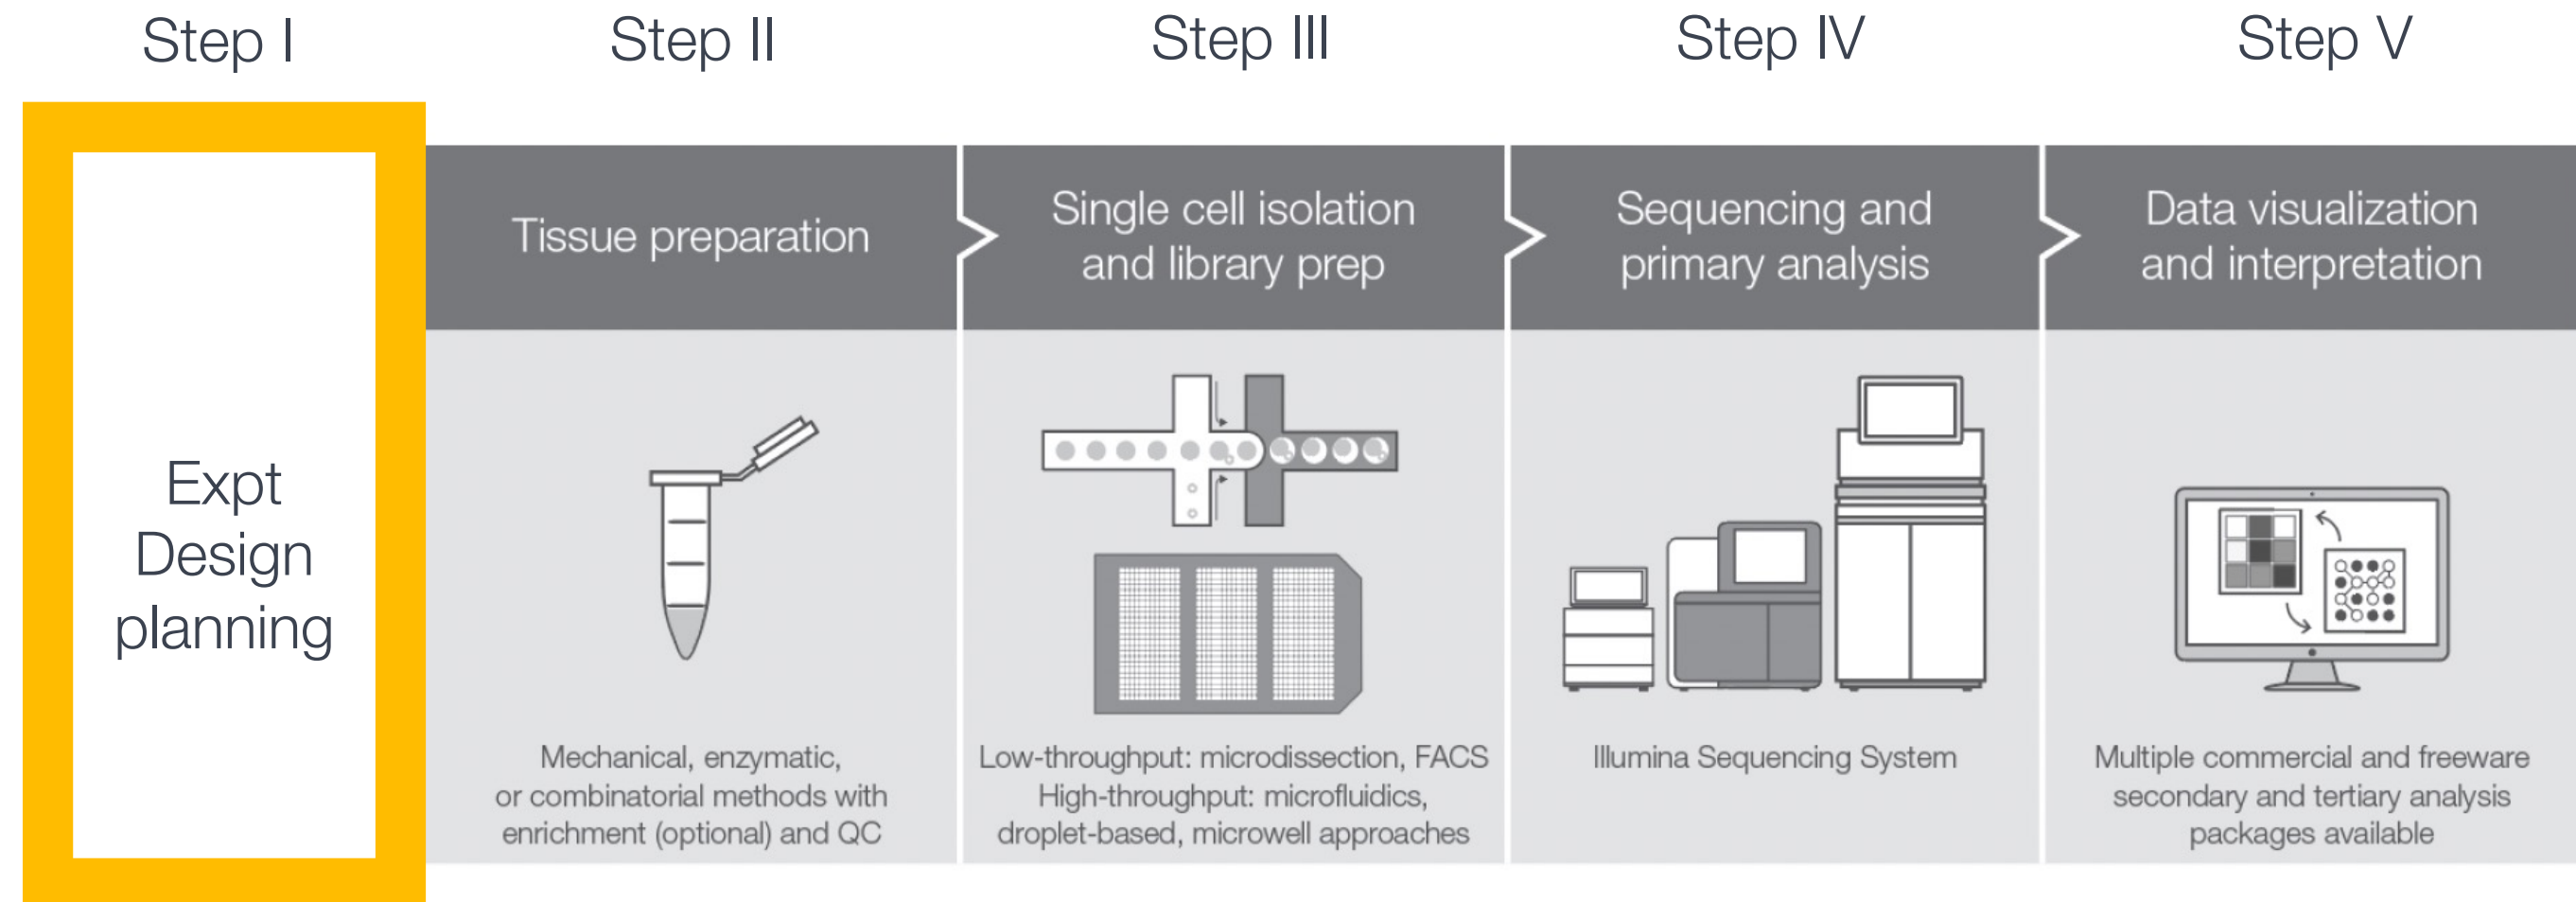 Step I
Step II
Step III
Step IV
Step V
Expt
Design
planning
Tissue preparation
Mechanical, enzymatic,
or combinatorial methods with
enrichment (optional) and QC
Single cell isolation
and library prep
Low-throughput: microdissection, FACS
High-throughput: microfluidics,
droplet-based, microwell approaches
Sequencing and
primary analysis
Illumina Sequencing System
Data visualization
and interpretation
Multiple commercial and freeware
secondary and tertiary analysis
packages available